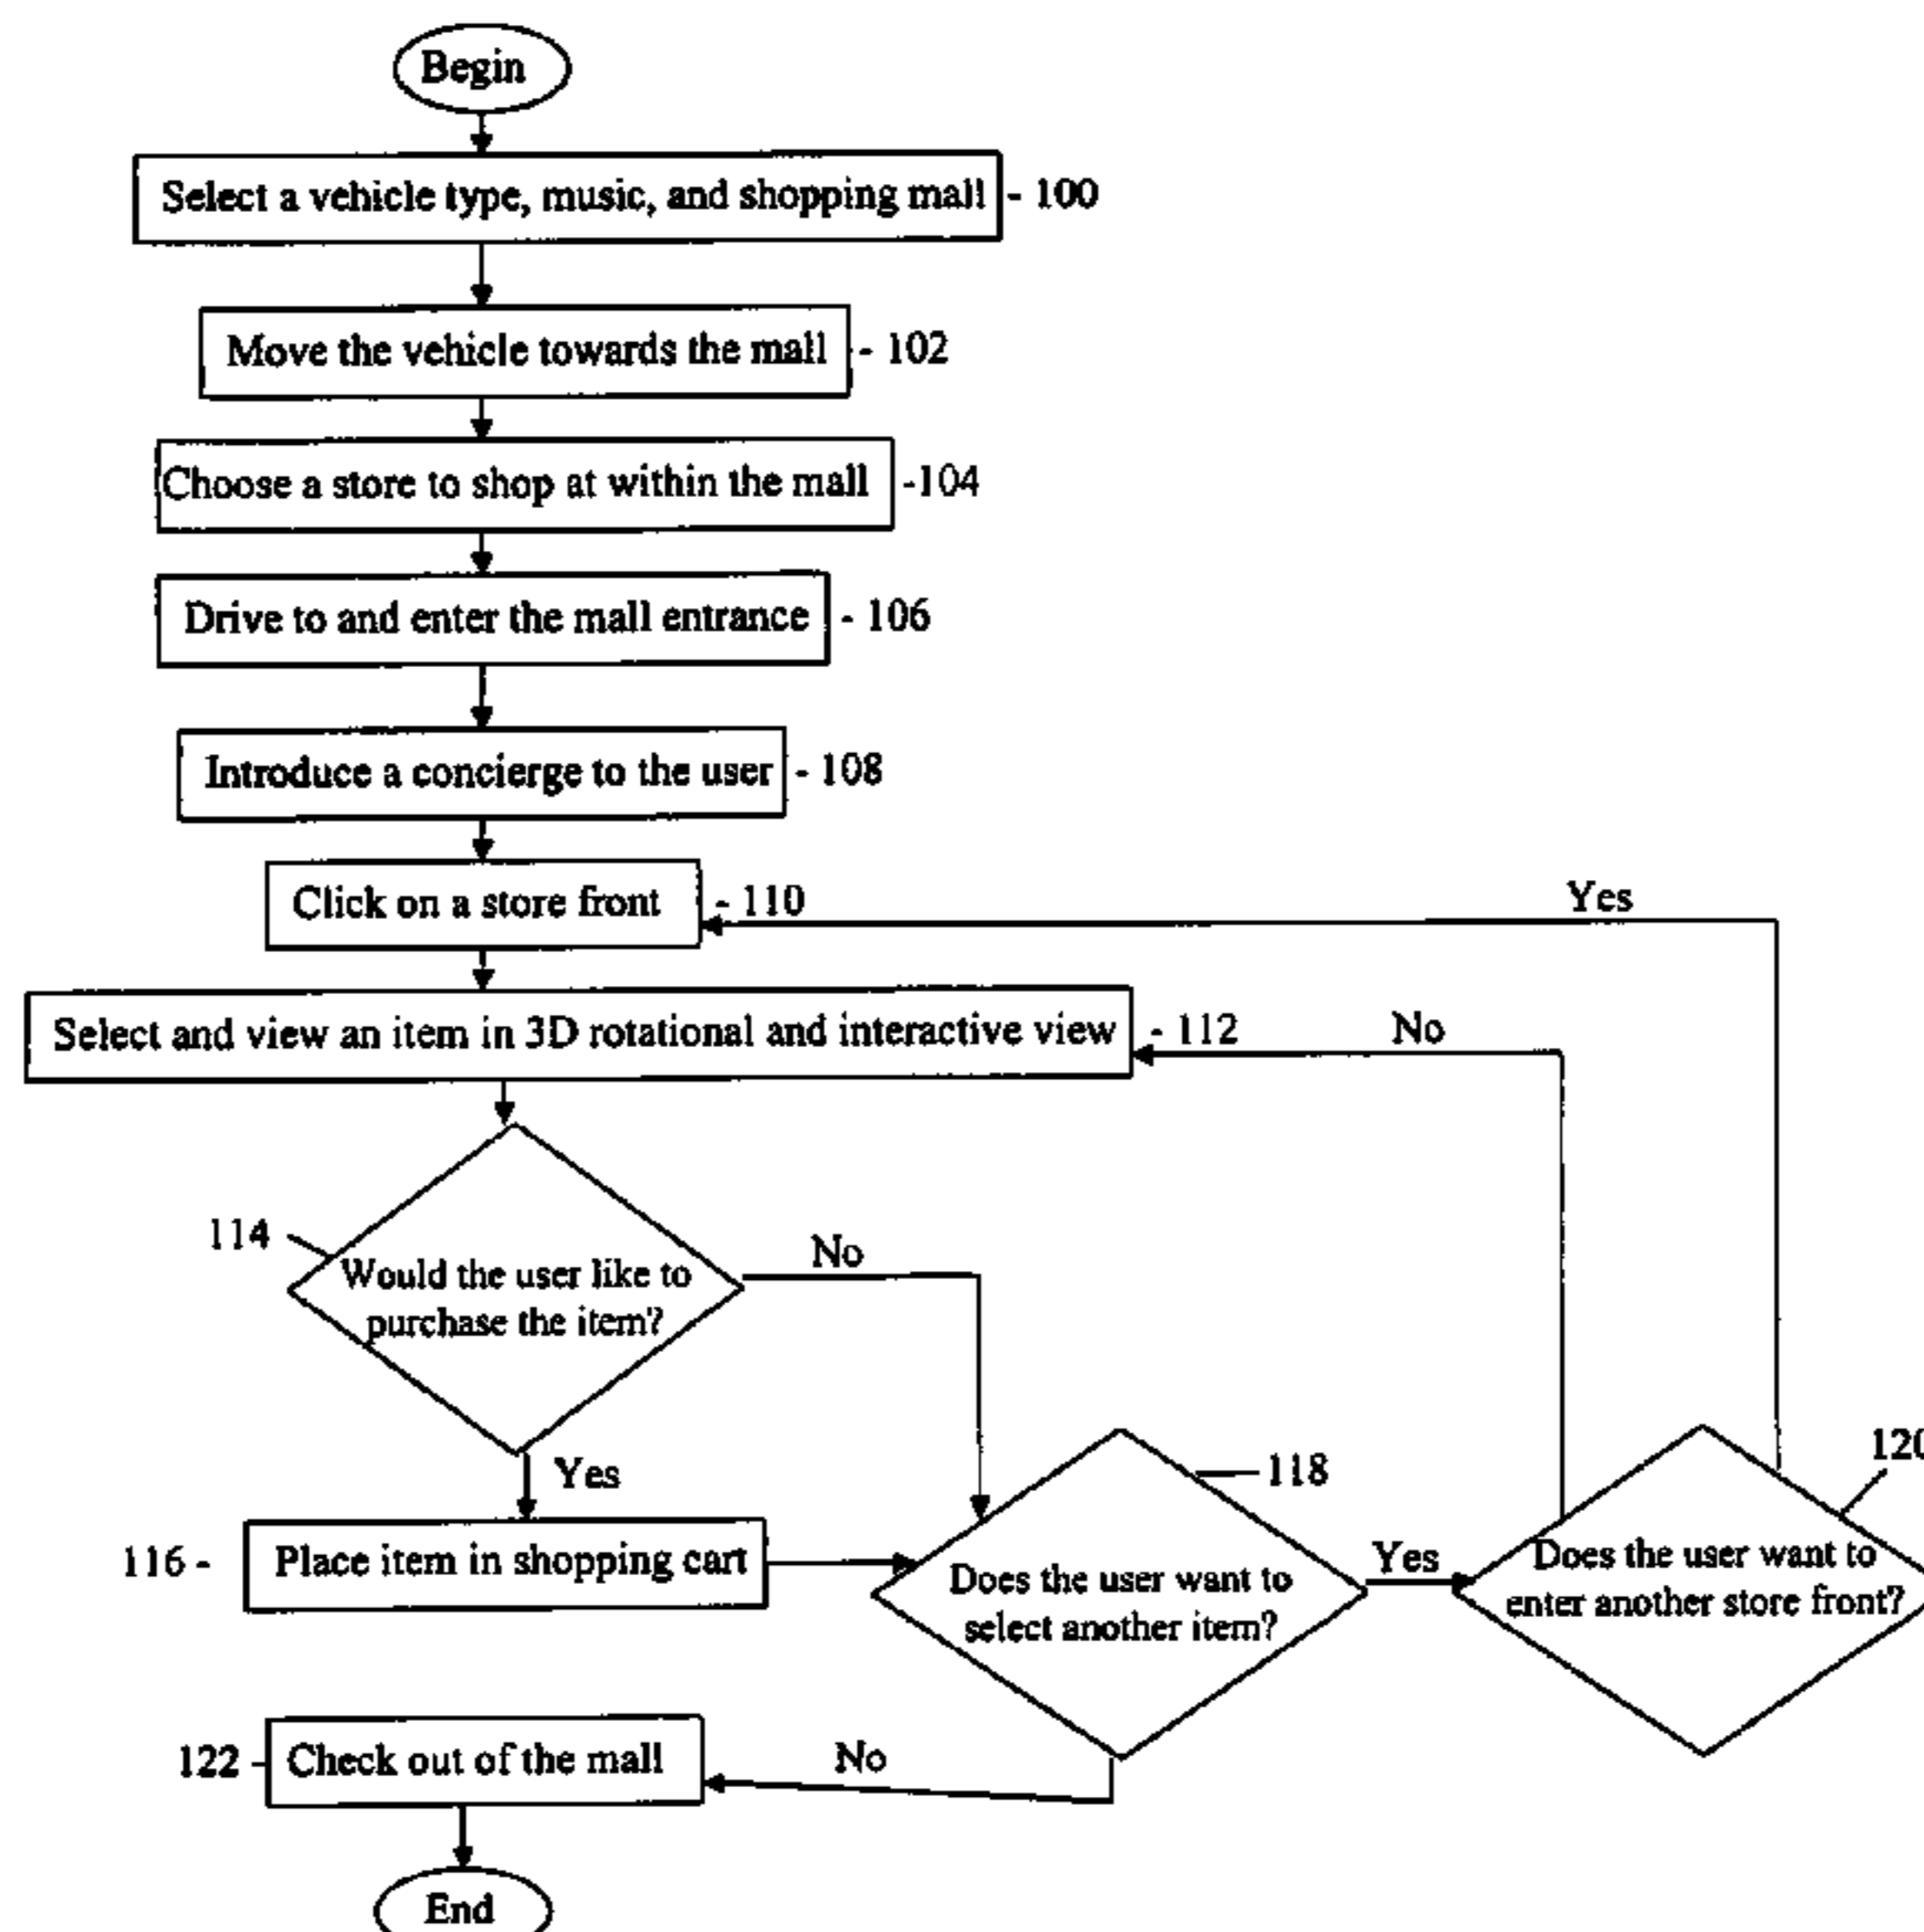 Begin
Select a vehicle type, music, and shopping mall - 100
Move the vehicle towards the mall - 102
Choose a store to shop at within the mall -104
Drive to and enter the mall entrance - 106
Introduce a concierge to the user - 108
Click on a store front - 110
Yes
Select and view an item in 3D rotational and interactive view - 112
No
114
Would the user like to
purchase the item?
No
Yes
116 - Place item in shopping cart
118
Does the user want to
select another item?
Yes
120
Does the user want to
enter another store front?
122 - Check out of the mall
No
End